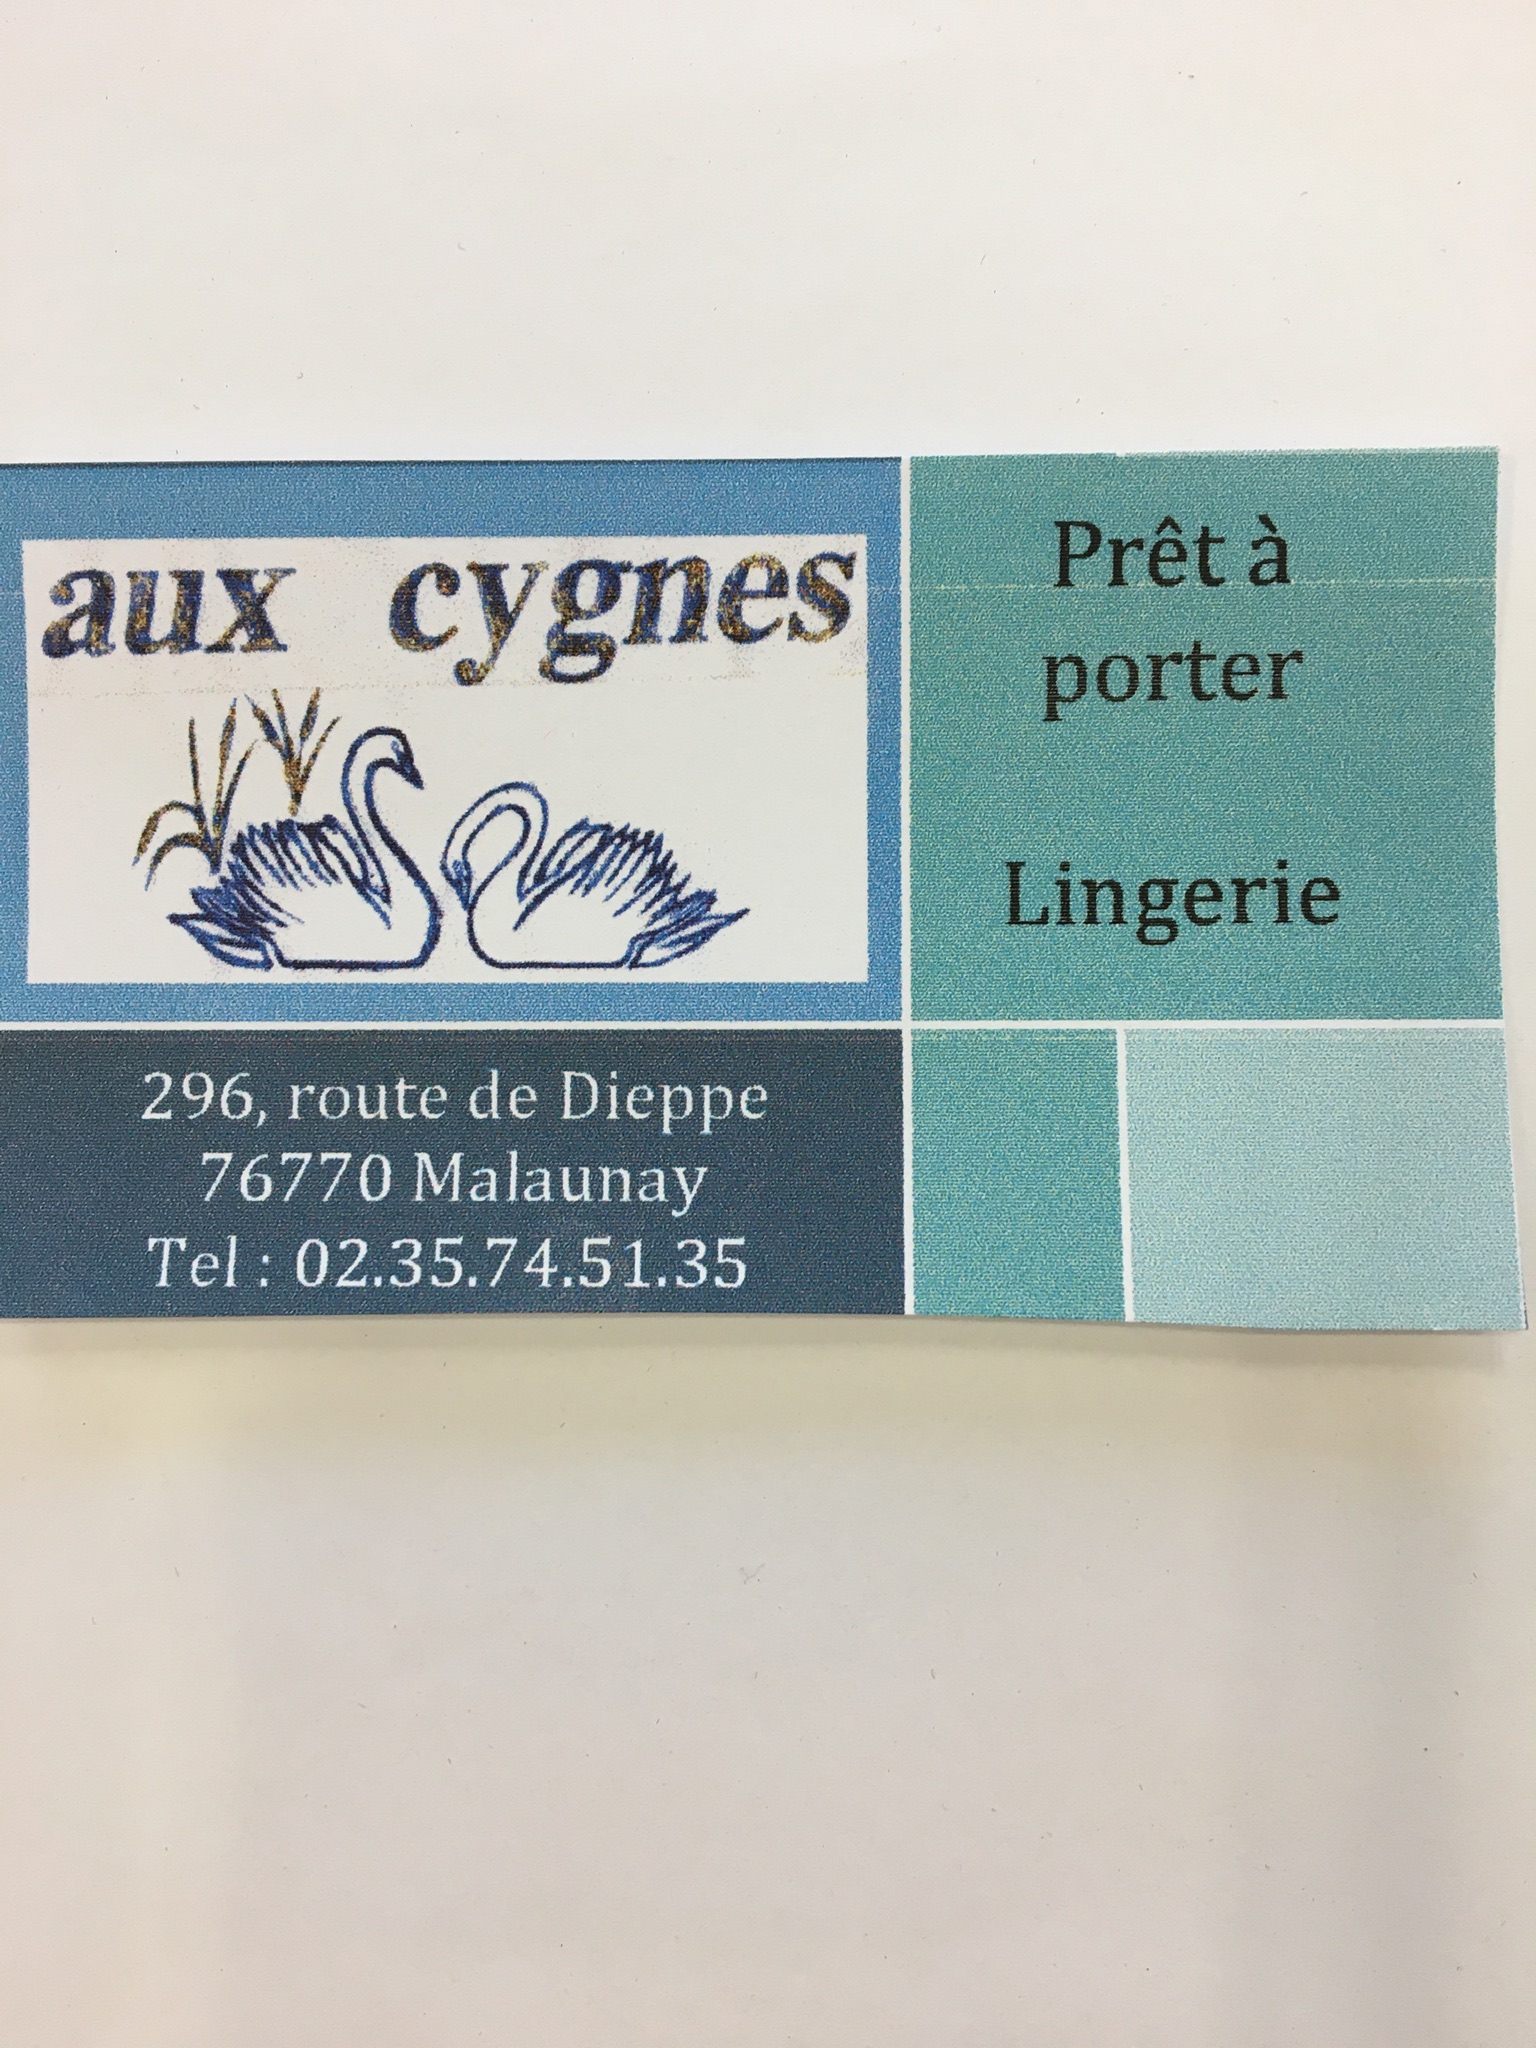 aux cygnes
Prêt à
porter
Lingerie
296, route de Dieppe
76770 Malaunay
Tel : 02.35.74.51.35